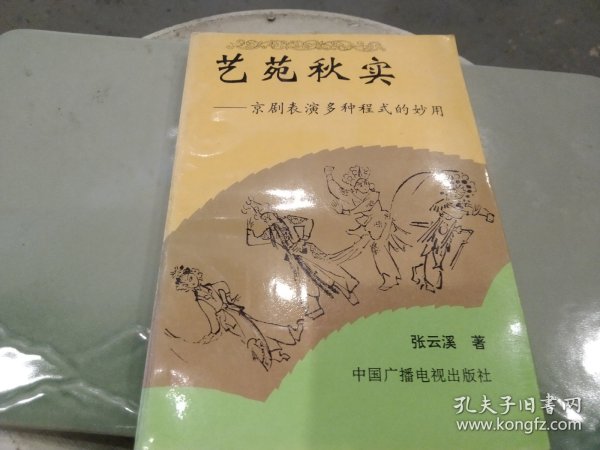 艺苑秋实
——京剧表演多种程式的妙用
张云溪 著
中国广播电视出版社
孔夫子旧书网
www.kongfz.com